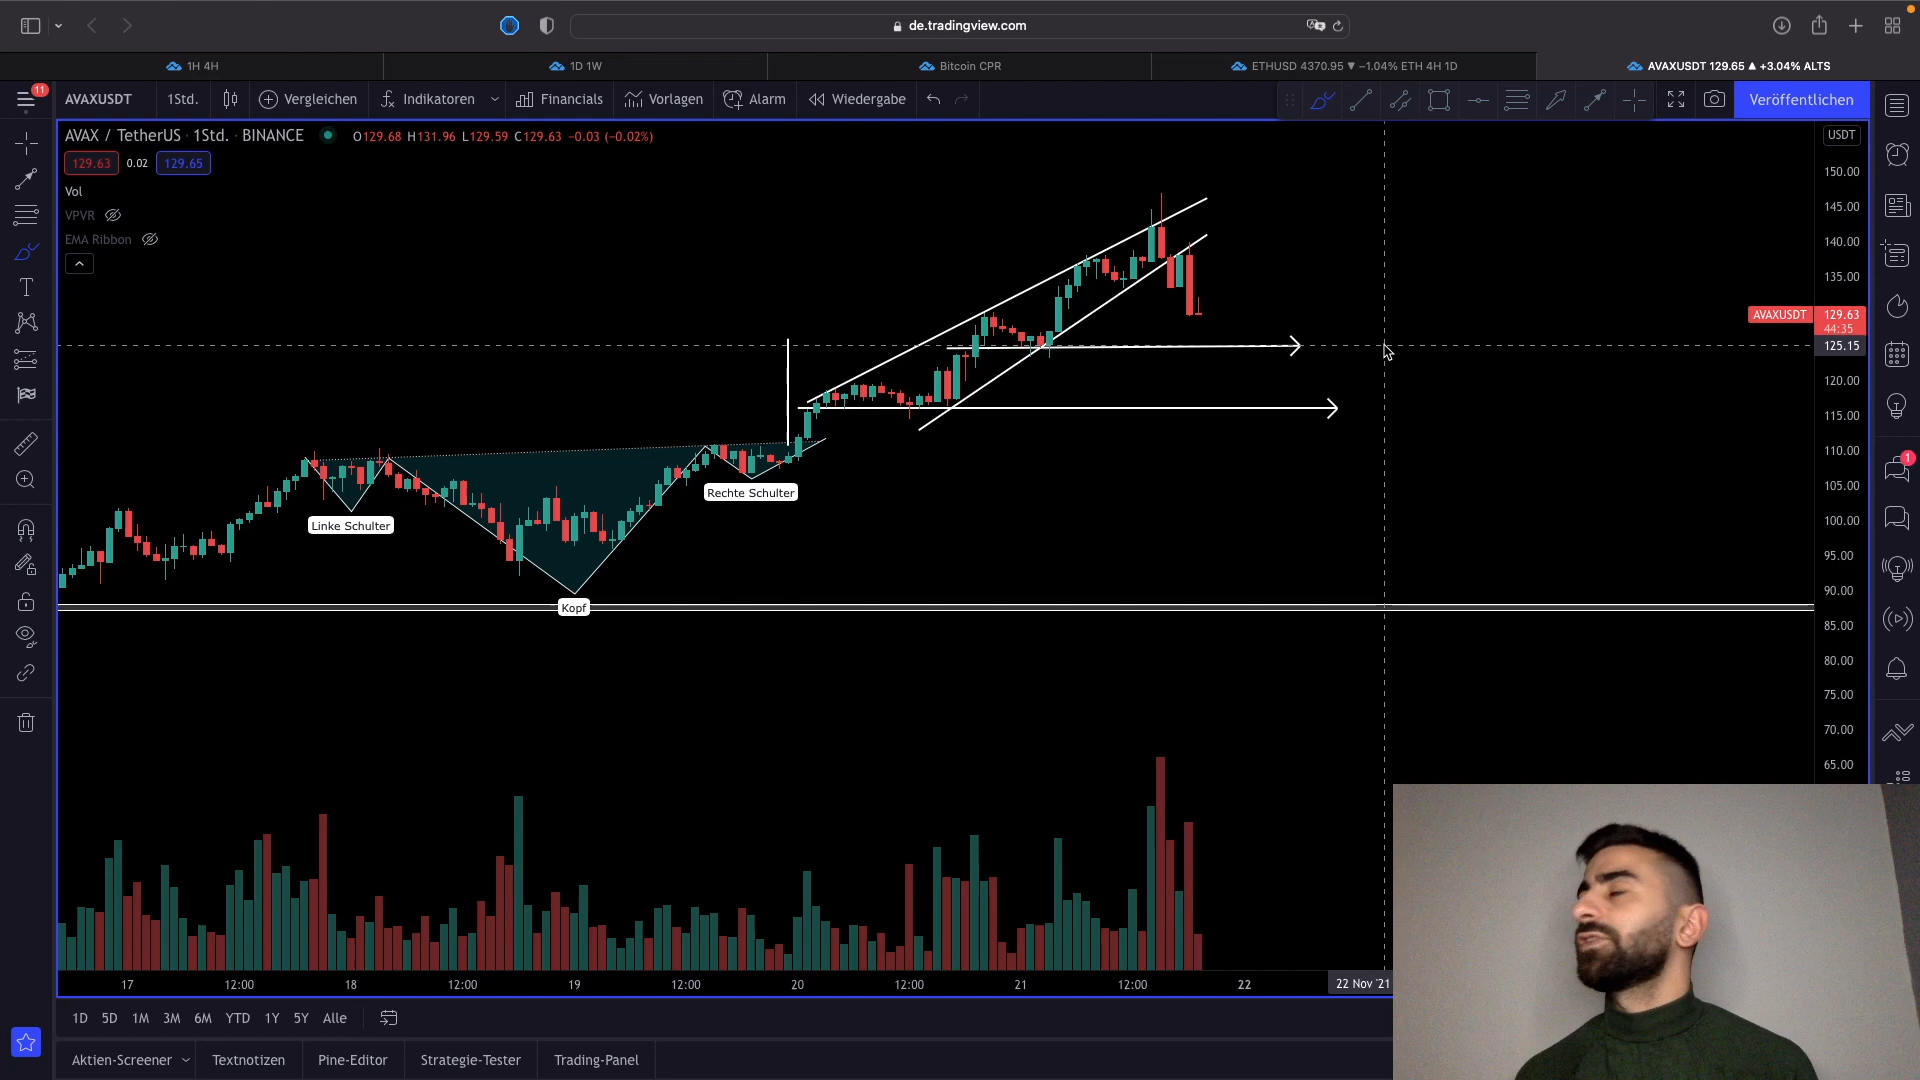 de.tradingview.com
1H 4H
1D 1W
Bitcoin CPR
ETHUSD 4370.95 ▼ −1.04% ETH 4H 1D
AVAXUSDT 129.65 ▲ +3.04% ALTS
11
AVAXUSDT
1Std.
Vergleichen
Indikatoren
Financials
Vorlagen
Alarm
Wiedergabe
Veröffentlichen
AVAX / TetherUS · 1Std. · BINANCE
O129.68 H131.96 L129.59 C129.63 −0.03 (−0.02%)
USDT
129.63
0.02
129.65
Vol
VPVR
EMA Ribbon
150.00
145.00
140.00
135.00
AVAXUSDT
129.63
44:35
125.15
120.00
115.00
110.00
105.00
100.00
95.00
90.00
85.00
80.00
75.00
70.00
65.00
1
Rechte Schulter
Linke Schulter
Kopf
17
12:00
18
12:00
19
12:00
20
12:00
21
12:00
22
22 Nov '21
1D
5D
1M
3M
6M
YTD
1Y
5Y
Alle
Aktien-Screener
Textnotizen
Pine-Editor
Strategie-Tester
Trading-Panel